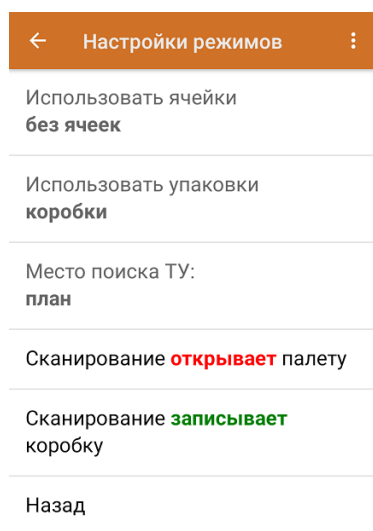 Настройки режимов
Использовать ячейки
без ячеек
Использовать упаковки
коробки
Место поиска ТУ:
план
Сканирование открывает палету
Сканирование записывает
коробку
Назад